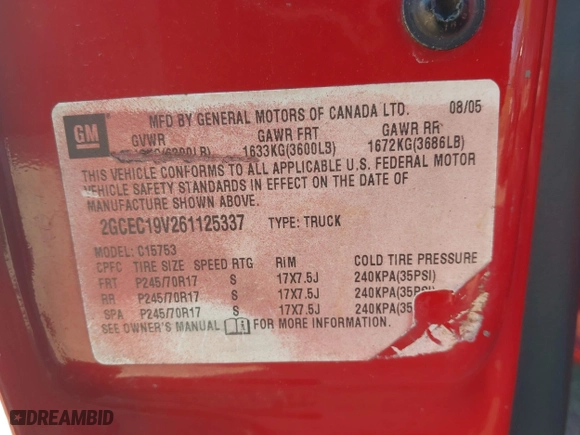 MFD BY GENERAL MOTORS OF CANADA LTD. 08/05
GM
GVWR GAWR FRT GAWR RR
1633KG(3600LB) 1672KG(3686LB)
THIS VEHICLE CONFORMS TO ALL APPLICABLE U.S. FEDERAL MOTOR
VEHICLE SAFETY STANDARDS IN EFFECT ON THE DATE OF
MANUFACTURE SHOWN ABOVE.
2GCEC19V261125337 TYPE: TRUCK
MODEL: C15753
CPFC TIRE SIZE SPEED RTG RIM COLD TIRE PRESSURE
FRT P245/70R17 S 17X7.5J 240KPA(35PSI)
RR P245/70R17 S 17X7.5J 240KPA(35PSI)
SPA P245/70R17 S 17X7.5J 240KPA(35
SEE OWNER'S MANUAL FOR MORE INFORMATION.
DREAMBID